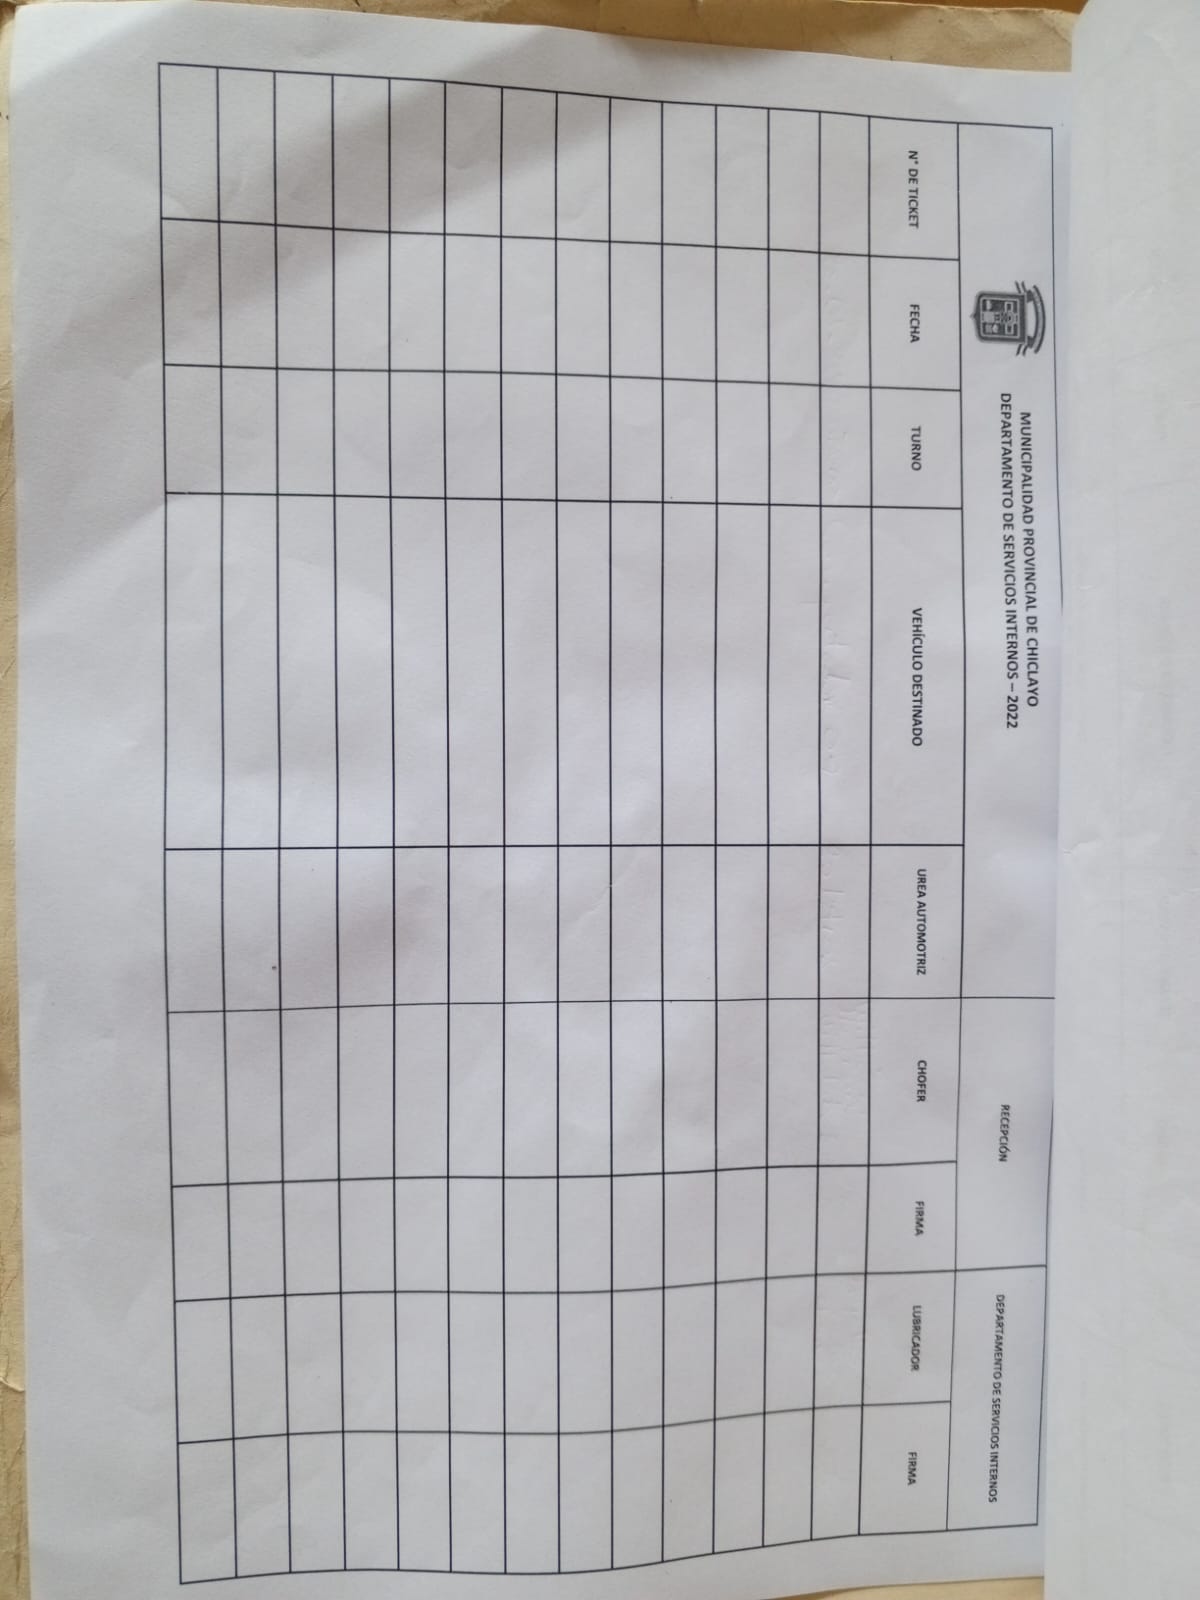 MUNICIPALIDAD PROVINCIAL DE CHICLAYO
DEPARTAMENTO DE SERVICIOS INTERNOS – 2022
RECEPCIÓN
DEPARTAMENTO DE SERVICIOS INTERNOS
N° DE TICKET
FECHA
TURNO
VEHÍCULO DESTINADO
UREA AUTOMOTRIZ
CHOFER
FIRMA
LUBRICADOR
FIRMA